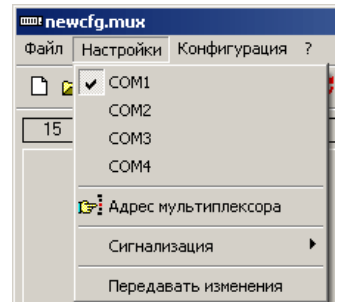 newcfg.mux
Файл Настройки Конфигурация ?
COM1
15
COM2
COM3
COM4
Адрес мультиплексора
Сигнализация
Передавать изменения